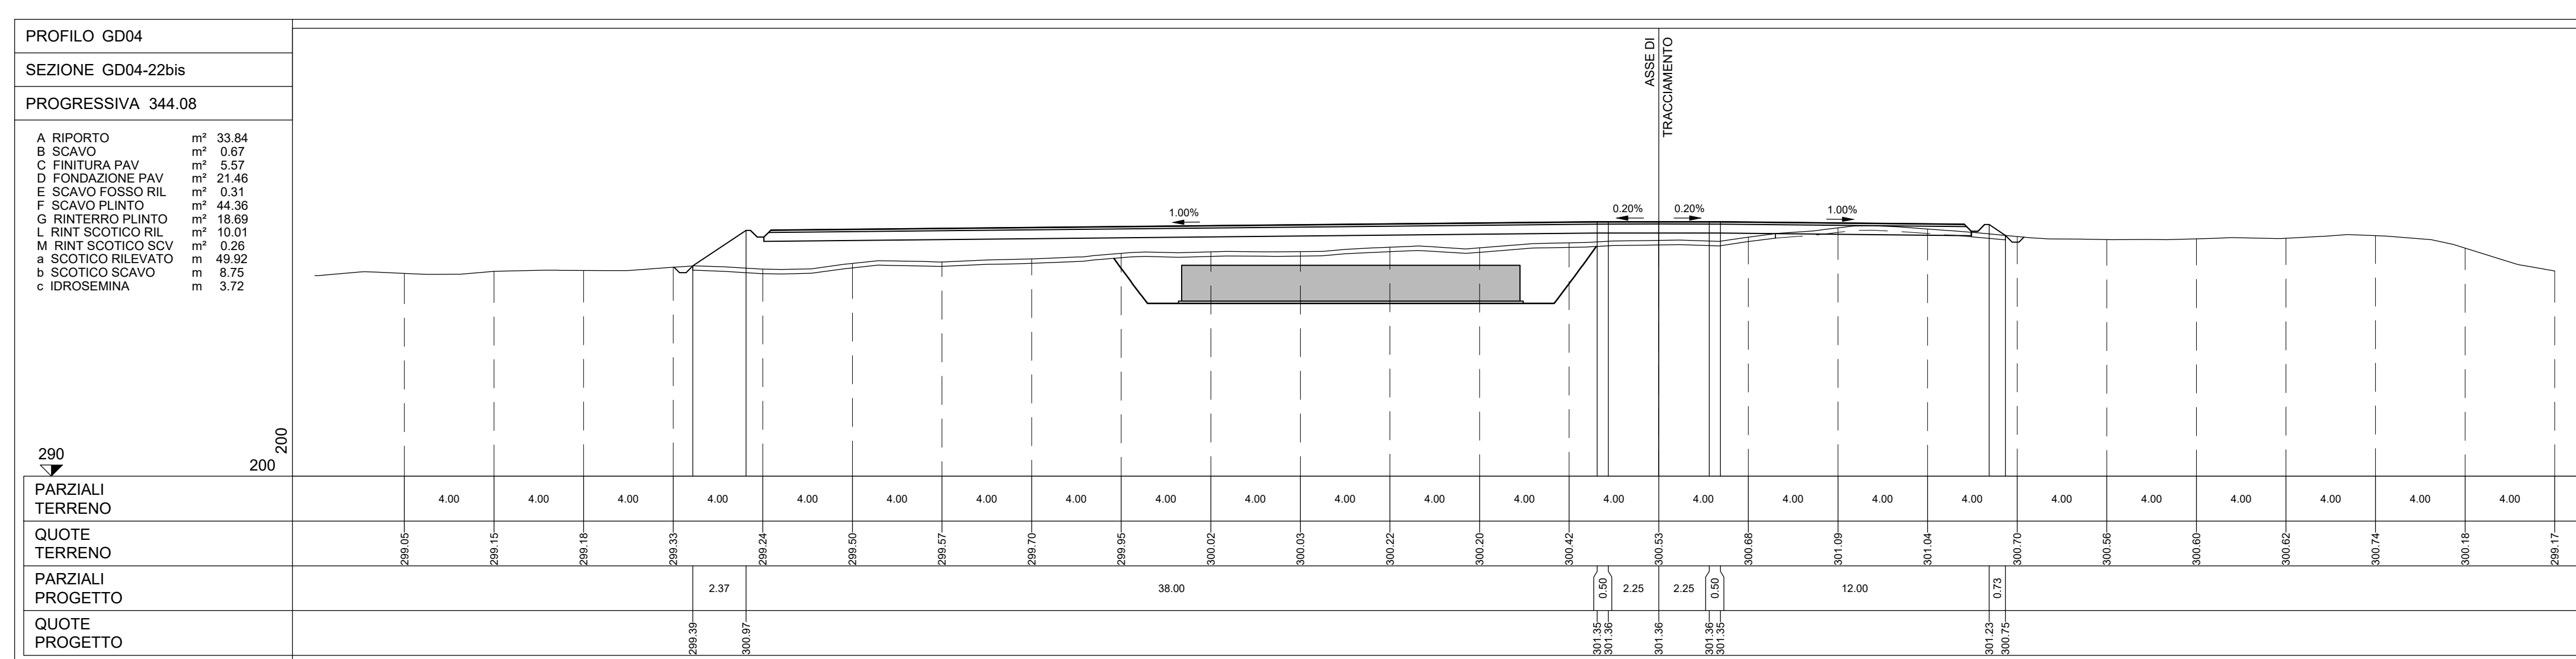 PROFILO GD04
SEZIONE GD04-22bis
PROGRESSIVA 344.08
A RIPORTO m² 33.84
B SCAVO m² 0.67
C FINITURA PAV m² 5.57
D FONDAZIONE PAV m² 21.46
E SCAVO FOSSO RIL m² 0.31
F SCAVO PLINTO m² 44.36
G RINTERRO PLINTO m² 18.69
L RINT SCOTICO RIL m² 10.01
M RINT SCOTICO SCV m² 0.26
a SCOTICO RILEVATO m 49.92
b SCOTICO SCAVO m 8.75
c IDROSEMINA m 3.72
ASSE DI
TRACCIAMENTO
1.00% 0.20% 0.20% 1.00%
290
200
200
PARZIALI
TERRENO
4.00 4.00 4.00 4.00 4.00 4.00 4.00 4.00 4.00 4.00 4.00 4.00 4.00 4.00 4.00 4.00 4.00 4.00 4.00 4.00 4.00 4.00 4.00 4.00
QUOTE
TERRENO
299.05 299.15 299.18 299.33 299.24 299.50 299.57 299.70 299.95 300.02 300.03 300.22 300.20 300.42 300.53 300.68 301.09 301.04 300.70 300.56 300.60 300.62 300.74 300.18 299.17
PARZIALI
PROGETTO
2.37 38.00 0.50 2.25 2.25 0.50 12.00 0.73
QUOTE
PROGETTO
299.39 300.97 301.35 301.36 301.36 301.36 301.35 301.23 300.75